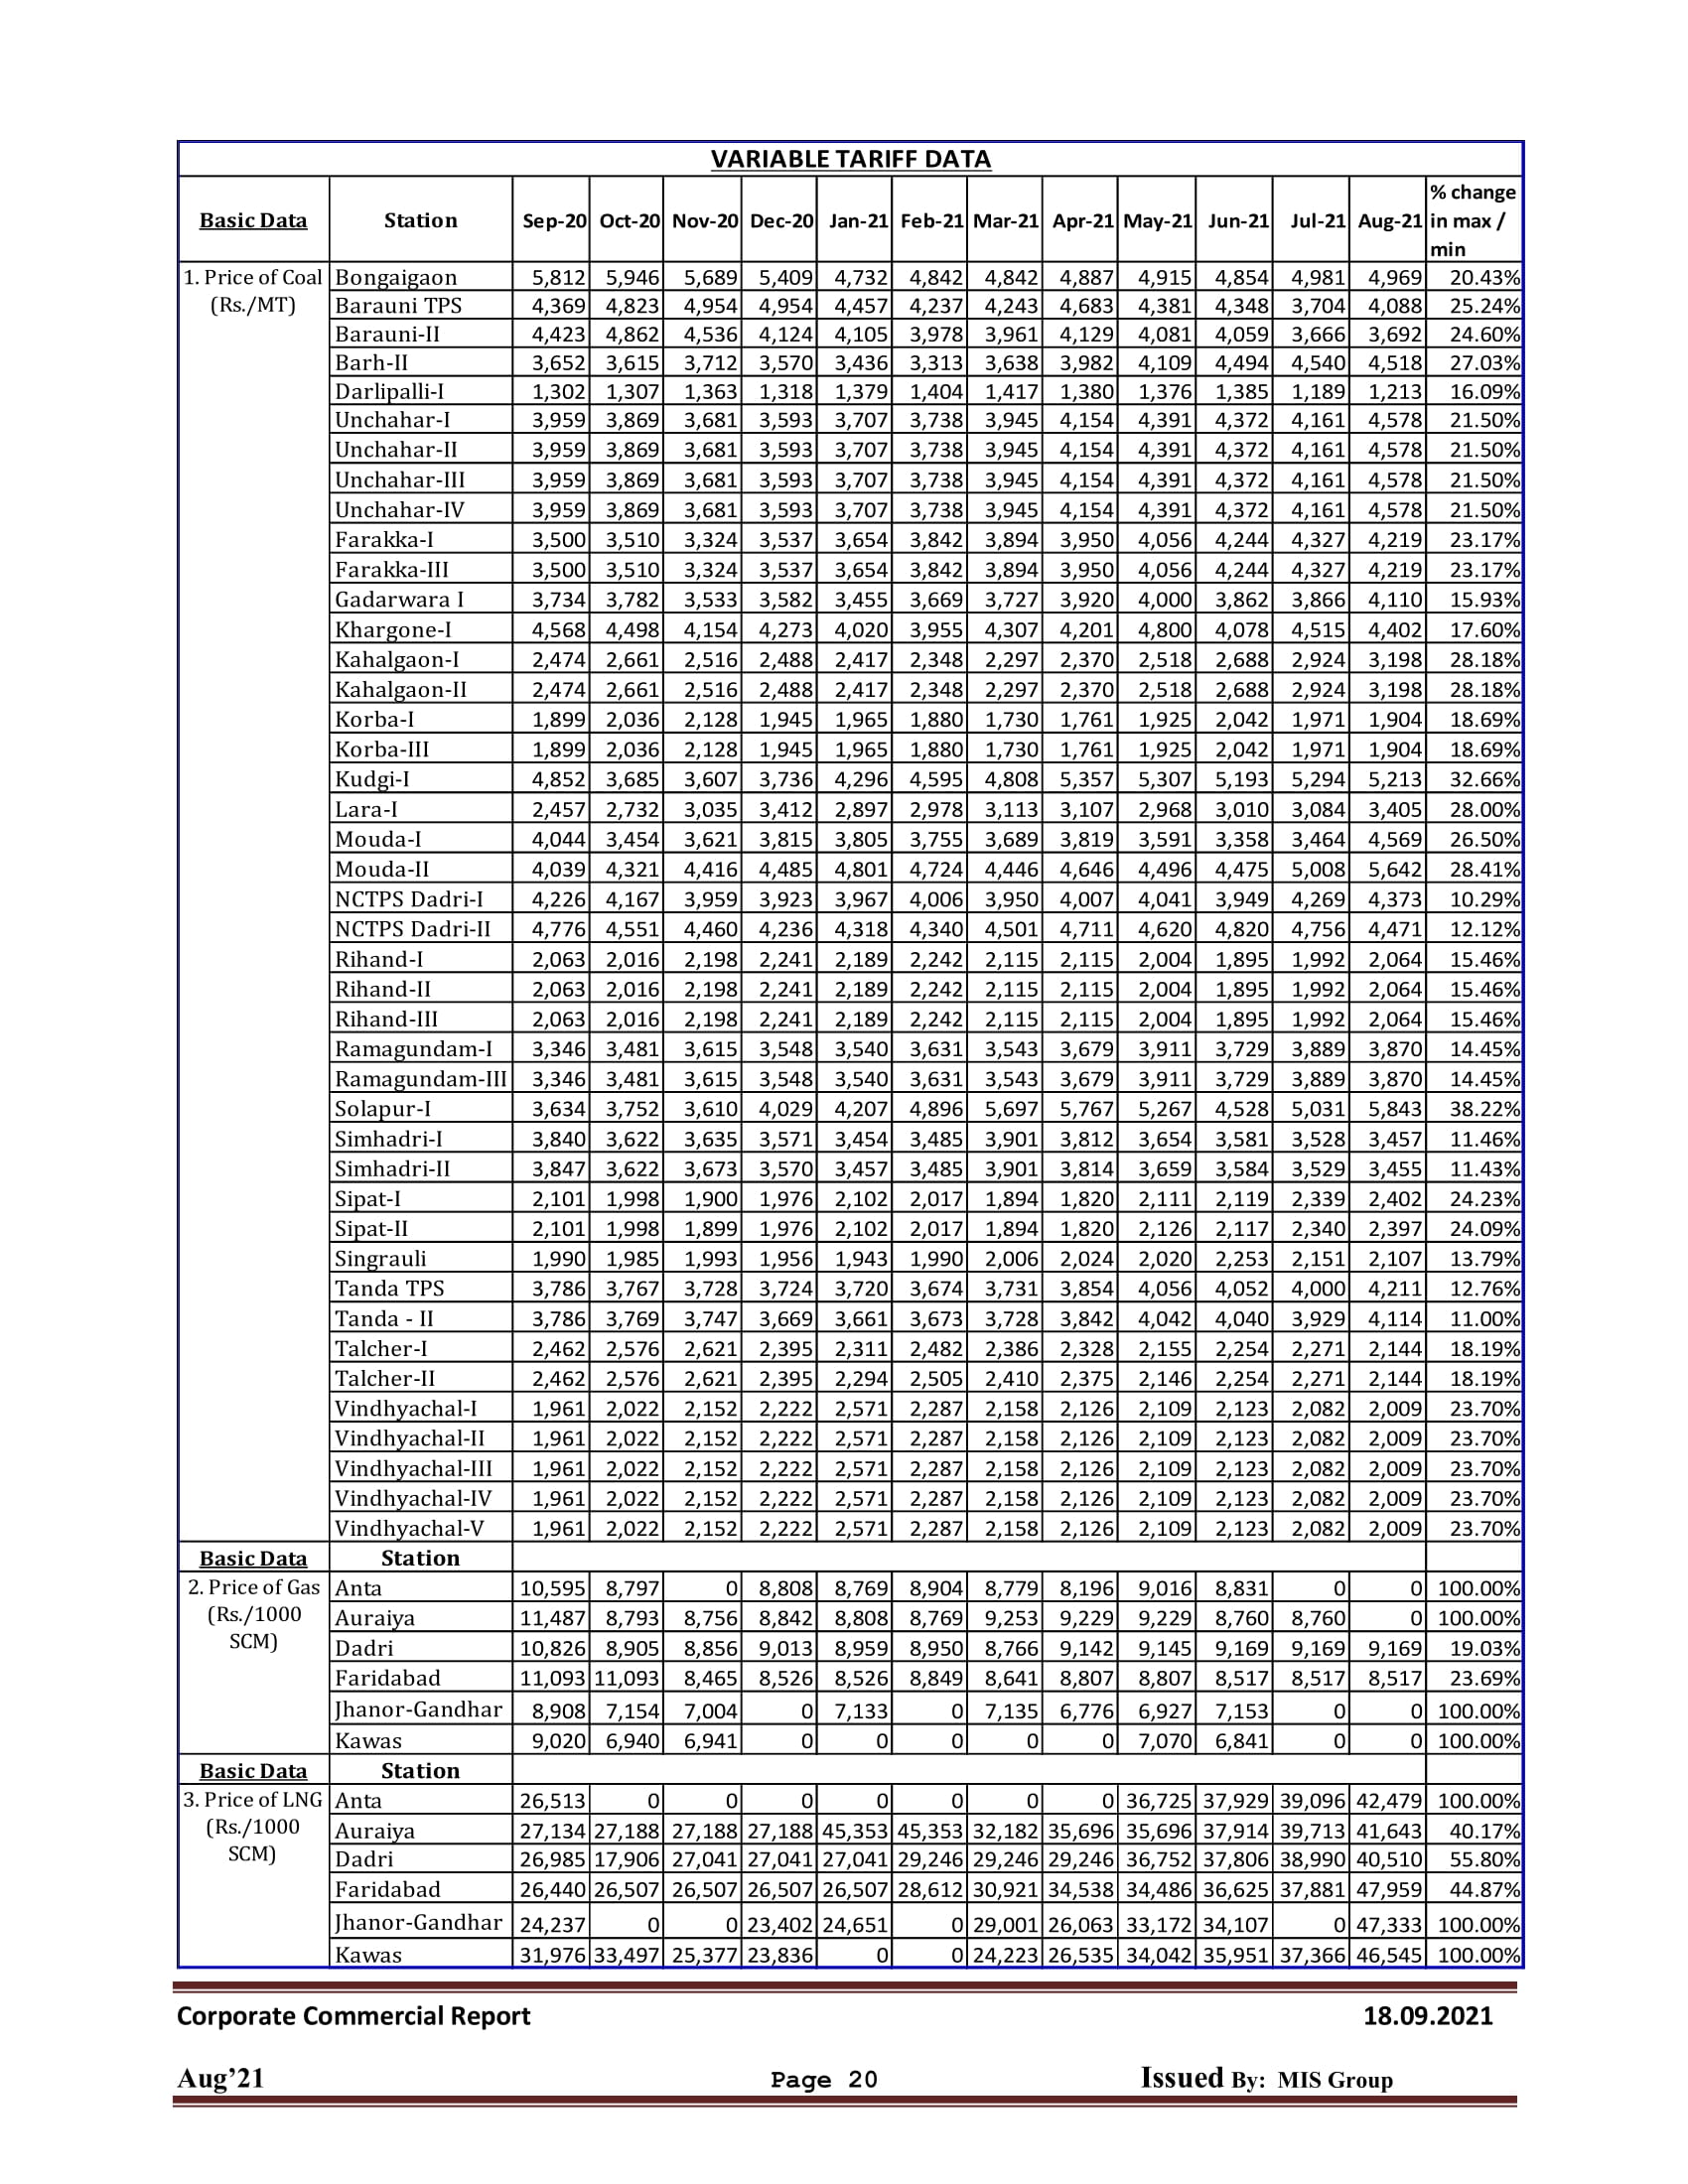 VARIABLE TARIFF DATA
Basic Data Station Sep-20 Oct-20 Nov-20 Dec-20 Jan-21 Feb-21 Mar-21 Apr-21 May-21 Jun-21 Jul-21 Aug-21 % change in max / min
1. Price of Coal Bongaigaon 5,812 5,946 5,689 5,409 4,732 4,842 4,842 4,887 4,915 4,854 4,981 4,969 20.43%
(Rs./MT) Barauni TPS 4,369 4,823 4,954 4,954 4,457 4,237 4,243 4,683 4,381 4,348 3,704 4,088 25.24%
Barauni-II 4,423 4,862 4,536 4,124 4,105 3,978 3,961 4,129 4,081 4,059 3,666 3,692 24.60%
Barh-II 3,652 3,615 3,712 3,570 3,436 3,313 3,638 3,982 4,109 4,494 4,540 4,518 27.03%
Darlipalli-I 1,302 1,307 1,363 1,318 1,379 1,404 1,417 1,380 1,376 1,385 1,189 1,213 16.09%
Unchahar-I 3,959 3,869 3,681 3,593 3,707 3,738 3,945 4,154 4,391 4,372 4,161 4,578 21.50%
Unchahar-II 3,959 3,869 3,681 3,593 3,707 3,738 3,945 4,154 4,391 4,372 4,161 4,578 21.50%
Unchahar-III 3,959 3,869 3,681 3,593 3,707 3,738 3,945 4,154 4,391 4,372 4,161 4,578 21.50%
Unchahar-IV 3,959 3,869 3,681 3,593 3,707 3,738 3,945 4,154 4,391 4,372 4,161 4,578 21.50%
Farakka-I 3,500 3,510 3,324 3,537 3,654 3,842 3,894 3,950 4,056 4,244 4,327 4,219 23.17%
Farakka-III 3,500 3,510 3,324 3,537 3,654 3,842 3,894 3,950 4,056 4,244 4,327 4,219 23.17%
Gadarwara I 3,734 3,782 3,533 3,582 3,455 3,669 3,727 3,920 4,000 3,862 3,866 4,110 15.93%
Khargone-I 4,568 4,498 4,154 4,273 4,020 3,955 4,307 4,201 4,800 4,078 4,515 4,402 17.60%
Kahalgaon-I 2,474 2,661 2,516 2,488 2,417 2,348 2,297 2,370 2,518 2,688 2,924 3,198 28.18%
Kahalgaon-II 2,474 2,661 2,516 2,488 2,417 2,348 2,297 2,370 2,518 2,688 2,924 3,198 28.18%
Korba-I 1,899 2,036 2,128 1,945 1,965 1,880 1,730 1,761 1,925 2,042 1,971 1,904 18.69%
Korba-III 1,899 2,036 2,128 1,945 1,965 1,880 1,730 1,761 1,925 2,042 1,971 1,904 18.69%
Kudgi-I 4,852 3,685 3,607 3,736 4,296 4,595 4,808 5,357 5,307 5,193 5,294 5,213 32.66%
Lara-I 2,457 2,732 3,035 3,412 2,897 2,978 3,113 3,107 2,968 3,010 3,084 3,405 28.00%
Mouda-I 4,044 3,454 3,621 3,815 3,805 3,755 3,689 3,819 3,591 3,358 3,464 4,569 26.50%
Mouda-II 4,039 4,321 4,416 4,485 4,801 4,724 4,446 4,646 4,496 4,475 5,008 5,642 28.41%
NCTPS Dadri-I 4,226 4,167 3,959 3,923 3,967 4,006 3,950 4,007 4,041 3,949 4,269 4,373 10.29%
NCTPS Dadri-II 4,776 4,551 4,460 4,236 4,318 4,340 4,501 4,711 4,620 4,820 4,756 4,471 12.12%
Rihand-I 2,063 2,016 2,198 2,241 2,189 2,242 2,115 2,115 2,004 1,895 1,992 2,064 15.46%
Rihand-II 2,063 2,016 2,198 2,241 2,189 2,242 2,115 2,115 2,004 1,895 1,992 2,064 15.46%
Rihand-III 2,063 2,016 2,198 2,241 2,189 2,242 2,115 2,115 2,004 1,895 1,992 2,064 15.46%
Ramagundam-I 3,346 3,481 3,615 3,548 3,540 3,631 3,543 3,679 3,911 3,729 3,889 3,870 14.45%
Ramagundam-III 3,346 3,481 3,615 3,548 3,540 3,631 3,543 3,679 3,911 3,729 3,889 3,870 14.45%
Solapur-I 3,634 3,752 3,610 4,029 4,207 4,896 5,697 5,767 5,267 4,528 5,031 5,843 38.22%
Simhadri-I 3,840 3,622 3,635 3,571 3,454 3,485 3,901 3,812 3,654 3,581 3,528 3,457 11.46%
Simhadri-II 3,847 3,622 3,673 3,570 3,457 3,485 3,901 3,814 3,659 3,584 3,529 3,455 11.43%
Sipat-I 2,101 1,998 1,900 1,976 2,102 2,017 1,894 1,820 2,111 2,119 2,339 2,402 24.23%
Sipat-II 2,101 1,998 1,899 1,976 2,102 2,017 1,894 1,820 2,126 2,117 2,340 2,397 24.09%
Singrauli 1,990 1,985 1,993 1,956 1,943 1,990 2,006 2,024 2,020 2,253 2,151 2,107 13.79%
Tanda TPS 3,786 3,767 3,728 3,724 3,720 3,674 3,731 3,854 4,056 4,052 4,000 4,211 12.76%
Tanda - II 3,786 3,769 3,747 3,669 3,661 3,673 3,728 3,842 4,042 4,040 3,929 4,114 11.00%
Talcher-I 2,462 2,576 2,621 2,395 2,311 2,482 2,386 2,328 2,155 2,254 2,271 2,144 18.19%
Talcher-II 2,462 2,576 2,621 2,395 2,294 2,505 2,410 2,375 2,146 2,254 2,271 2,144 18.19%
Vindhyachal-I 1,961 2,022 2,152 2,222 2,571 2,287 2,158 2,126 2,109 2,123 2,082 2,009 23.70%
Vindhyachal-II 1,961 2,022 2,152 2,222 2,571 2,287 2,158 2,126 2,109 2,123 2,082 2,009 23.70%
Vindhyachal-III 1,961 2,022 2,152 2,222 2,571 2,287 2,158 2,126 2,109 2,123 2,082 2,009 23.70%
Vindhyachal-IV 1,961 2,022 2,152 2,222 2,571 2,287 2,158 2,126 2,109 2,123 2,082 2,009 23.70%
Vindhyachal-V 1,961 2,022 2,152 2,222 2,571 2,287 2,158 2,126 2,109 2,123 2,082 2,009 23.70%
Basic Data Station
2. Price of Gas Anta 10,595 8,797 0 8,808 8,769 8,904 8,779 8,196 9,016 8,831 0 0 100.00%
(Rs./1000 Auraiya 11,487 8,793 8,756 8,842 8,808 8,769 9,253 9,229 9,229 8,760 8,760 0 100.00%
SCM) Dadri 10,826 8,905 8,856 9,013 8,959 8,950 8,766 9,142 9,145 9,169 9,169 9,169 19.03%
Faridabad 11,093 11,093 8,465 8,526 8,526 8,849 8,641 8,807 8,807 8,517 8,517 8,517 23.69%
Jhanor-Gandhar 8,908 7,154 7,004 0 7,133 0 7,135 6,776 6,927 7,153 0 0 100.00%
Kawas 9,020 6,940 6,941 0 0 0 0 0 7,070 6,841 0 0 100.00%
Basic Data Station
3. Price of LNG Anta 26,513 0 0 0 0 0 0 0 36,725 37,929 39,096 42,479 100.00%
(Rs./1000 Auraiya 27,134 27,188 27,188 27,188 45,353 45,353 32,182 35,696 35,696 37,914 39,713 41,643 40.17%
SCM) Dadri 26,985 17,906 27,041 27,041 27,041 29,246 29,246 29,246 36,752 37,806 38,990 40,510 55.80%
Faridabad 26,440 26,507 26,507 26,507 26,507 28,612 30,921 34,538 34,486 36,625 37,881 47,959 44.87%
Jhanor-Gandhar 24,237 0 0 23,402 24,651 0 29,001 26,063 33,172 34,107 0 47,333 100.00%
Kawas 31,976 33,497 25,377 23,836 0 0 24,223 26,535 34,042 35,951 37,366 46,545 100.00%
Corporate Commercial Report 18.09.2021
Aug’21 Page 20 Issued By: MIS Group